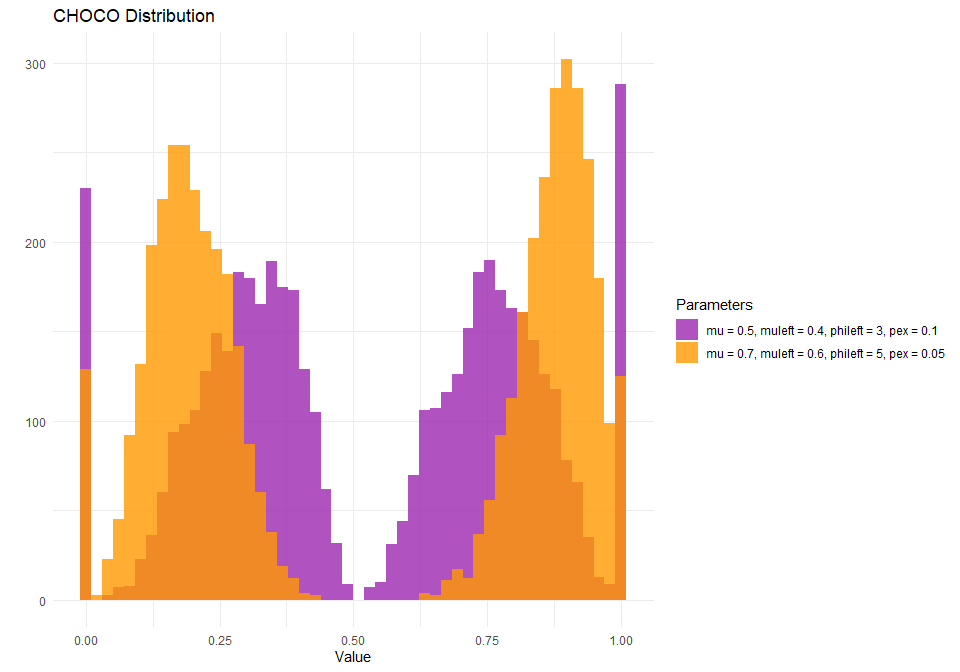 CHOCO Distribution
300
200
100
0
0.00 0.25 0.50 0.75 1.00
Value
Parameters
mu = 0.5, muleft = 0.4, phileft = 3, pex = 0.1
mu = 0.7, muleft = 0.6, phileft = 5, pex = 0.05